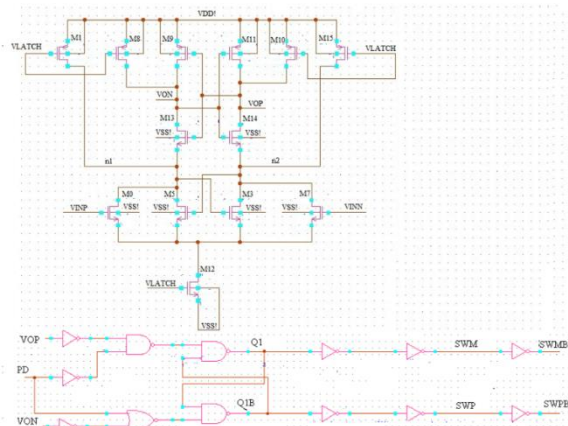 VDD!
M1 M8 M9 M11 M10 M15
VLATCH VLATCH
VON VOP
M13 M14
VSS! VSS!
n1 n2
M0 M5 M3 M7
VINP VSS! VSS! VSS! VSS! VINN
M12
VLATCH
VSS!
VOP Q1 SWM SWMB
PD
VON Q1B SWP SWPB